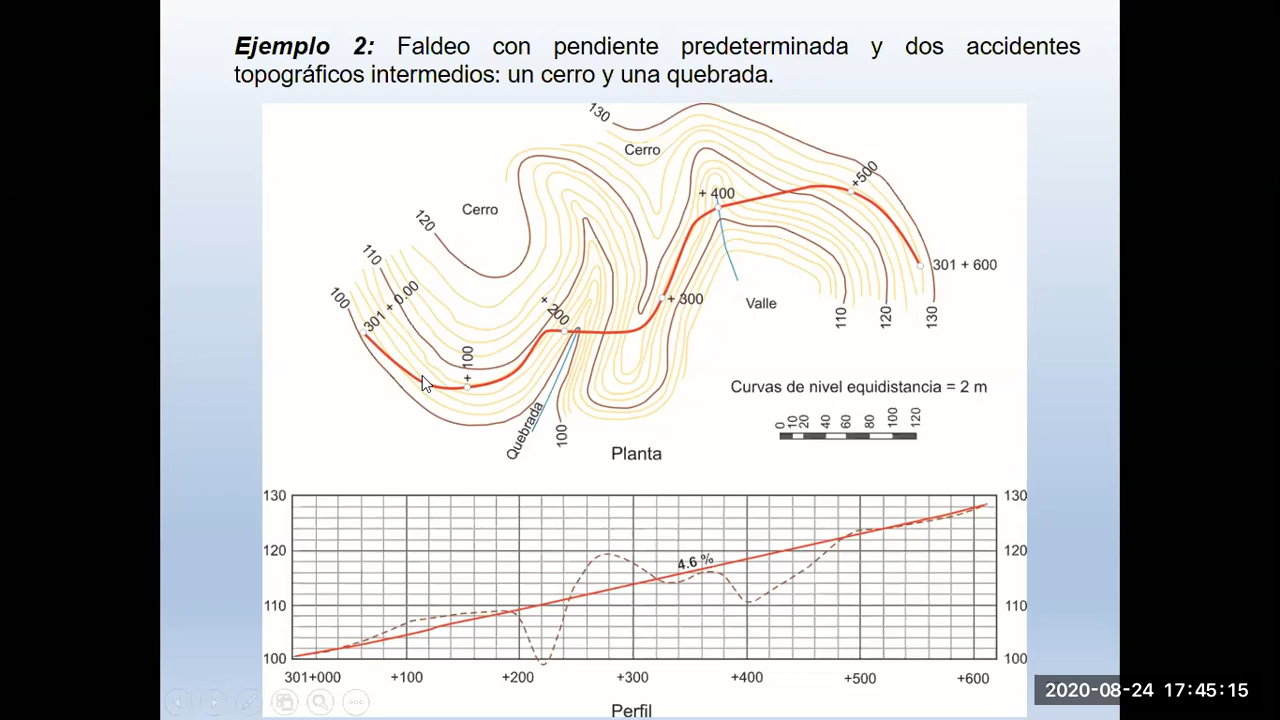 Ejemplo 2: Faldeo con pendiente predeterminada y dos accidentes
topográficos intermedios: un cerro y una quebrada.
130
Cerro
Cerro
+ 400
+500
120
110
100
301 + 0.00
+ 200
+ 300
301 + 600
Valle
110
120
130
+ 100
Quebrada
100
Curvas de nivel equidistancia = 2 m
0 10 20 40 60 80 100 120
Planta
130 130
4.6 %
120 120
110 110
100 100
301+000 +100 +200 +300 +400 +500 +600
Perfil
2020-08-24 17:45:15